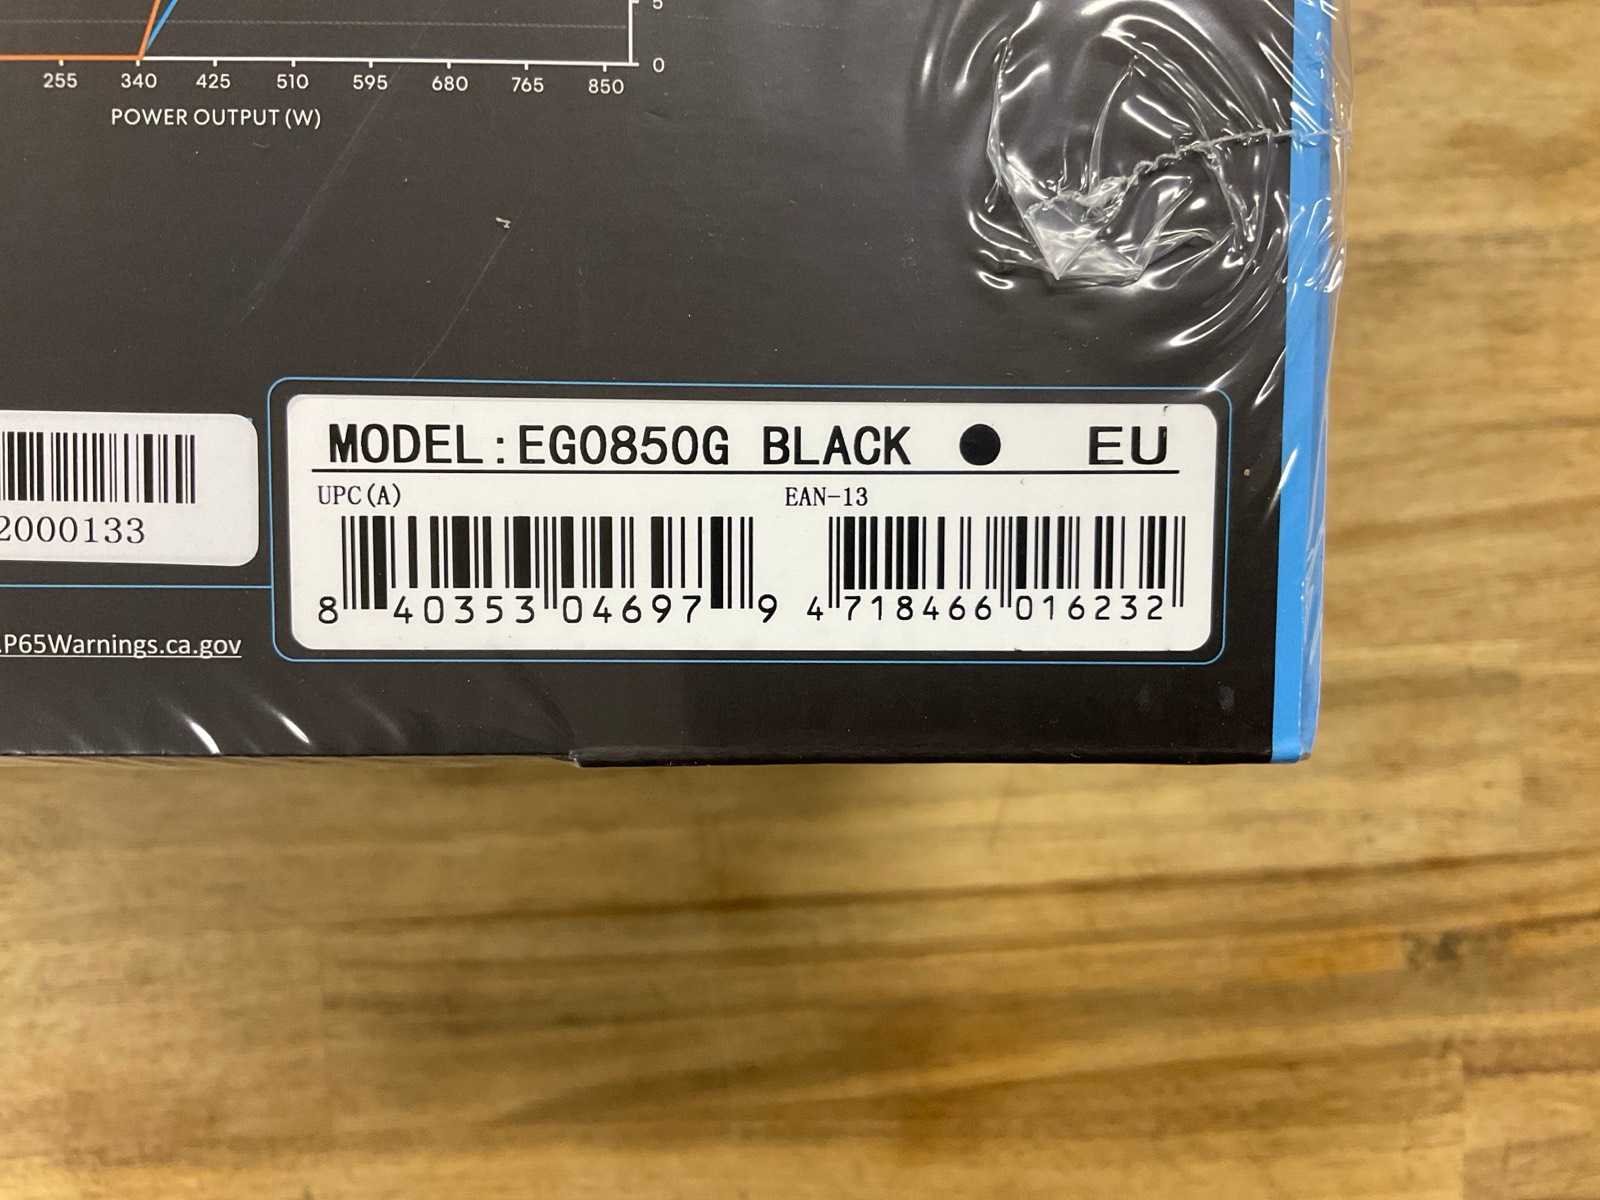 5
0
255 340 425 510 595 680 765 850
POWER OUTPUT (W)
MODEL:EG0850G BLACK ● EU
UPC(A) EAN-13
2000133
8 40353 04697 9 4 718466 016232
.P65Warnings.ca.gov